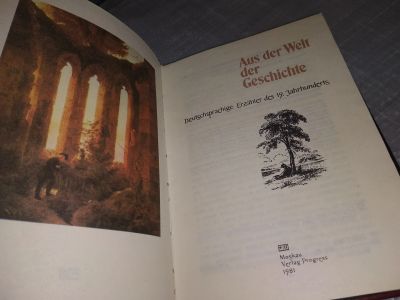 Aus der Welt
der
Geschichte
Deutschsprachige Erzähler des 19. Jahrhunderts
Moskau
Verlag Progress
1981